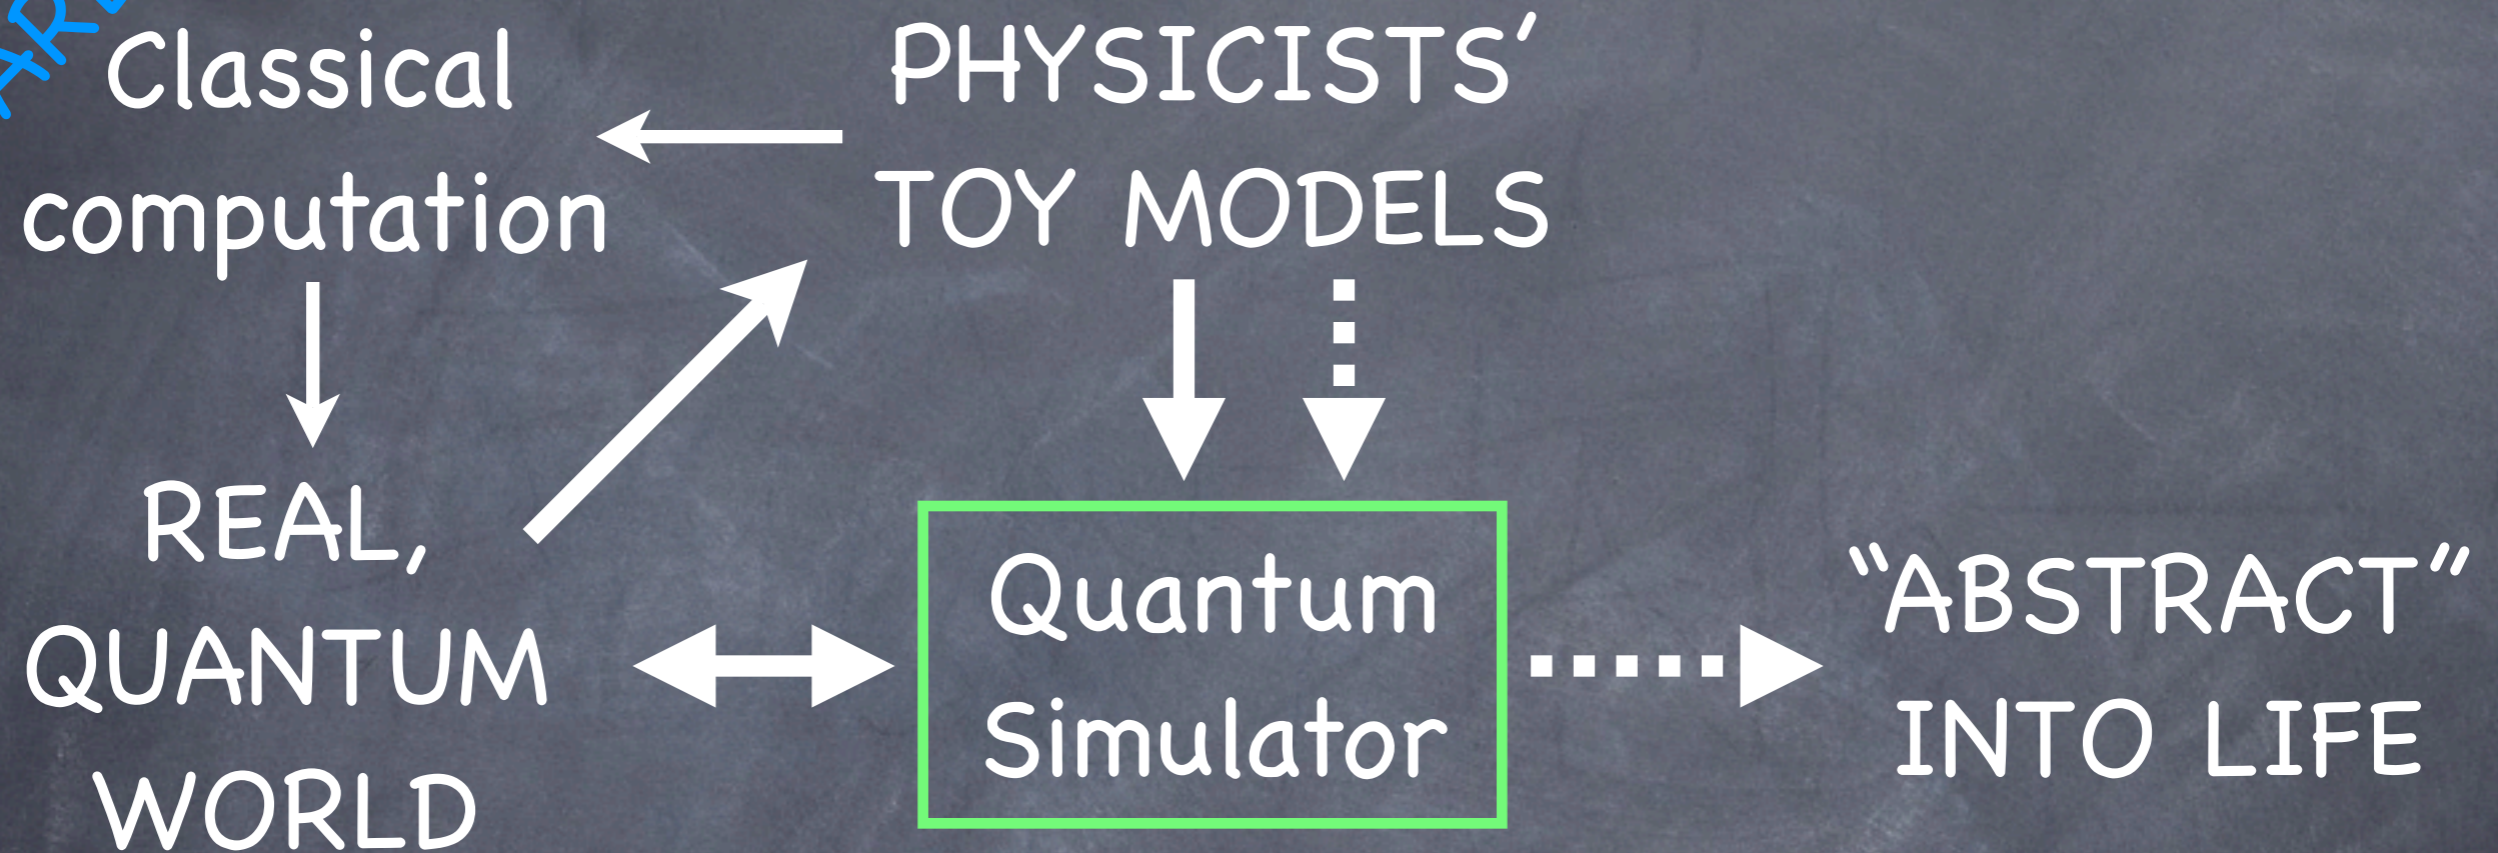 Classical
computation
PHYSICISTS'
TOY MODELS
REAL,
QUANTUM
WORLD
Quantum
Simulator
“ABSTRACT”
INTO LIFE